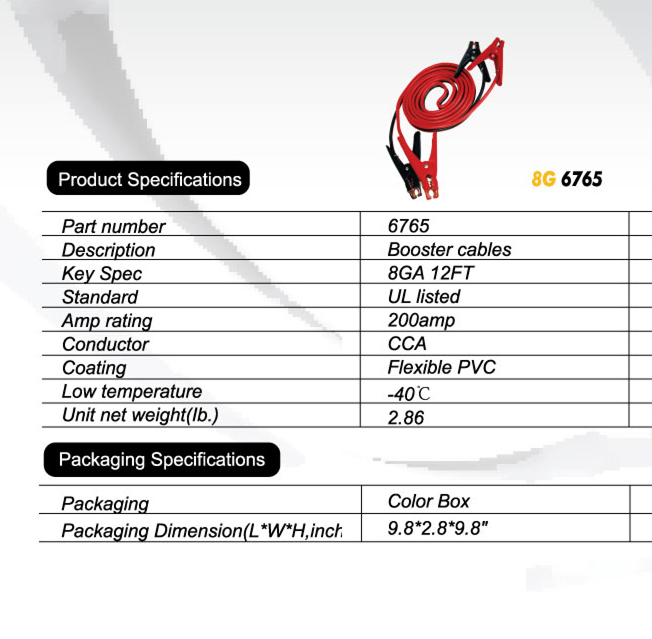 Product Specifications
8G 6765
Part number 6765
Description Booster cables
Key Spec 8GA 12FT
Standard UL listed
Amp rating 200amp
Conductor CCA
Coating Flexible PVC
Low temperature -40℃
Unit net weight(lb.) 2.86
Packaging Specifications
Packaging Color Box
Packaging Dimension(L*W*H,inch 9.8*2.8*9.8"